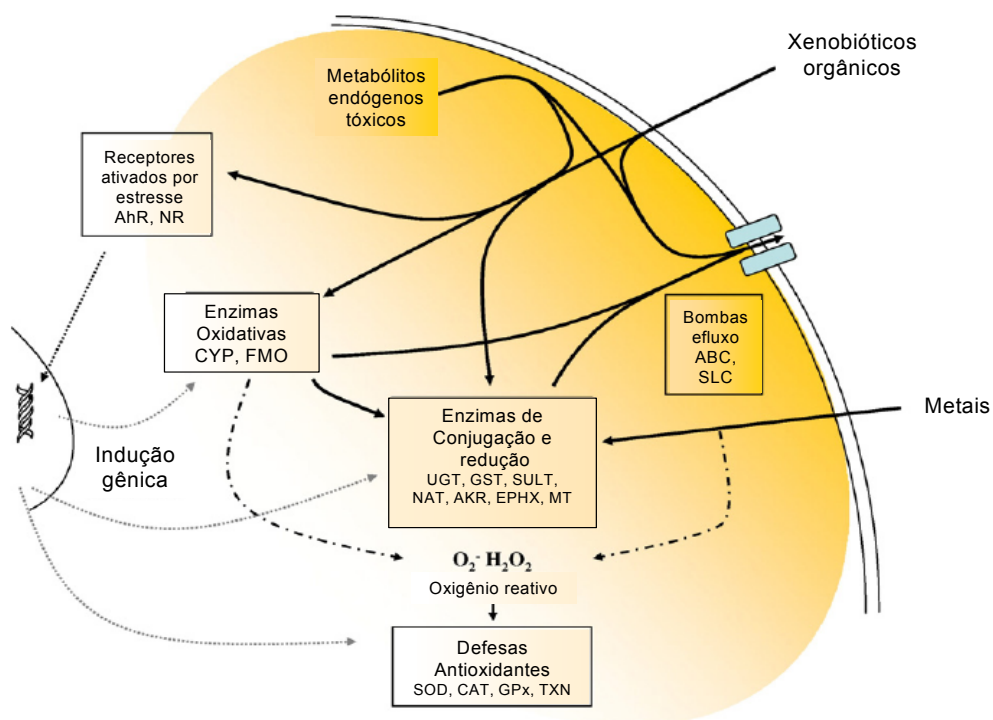 Xenobióticos
orgânicos
Metabólitos
endógenos
tóxicos
Receptores
ativados por
estresse
AhR, NR
Enzimas
Oxidativas
CYP, FMO
Bombas
efluxo
ABC,
SLC
Metais
Enzimas de
Conjugação e
redução
UGT, GST, SULT,
NAT, AKR, EPHX, MT
Indução
gênica
O₂⁻ H₂O₂
Oxigênio reativo
Defesas
Antioxidantes
SOD, CAT, GPx, TXN